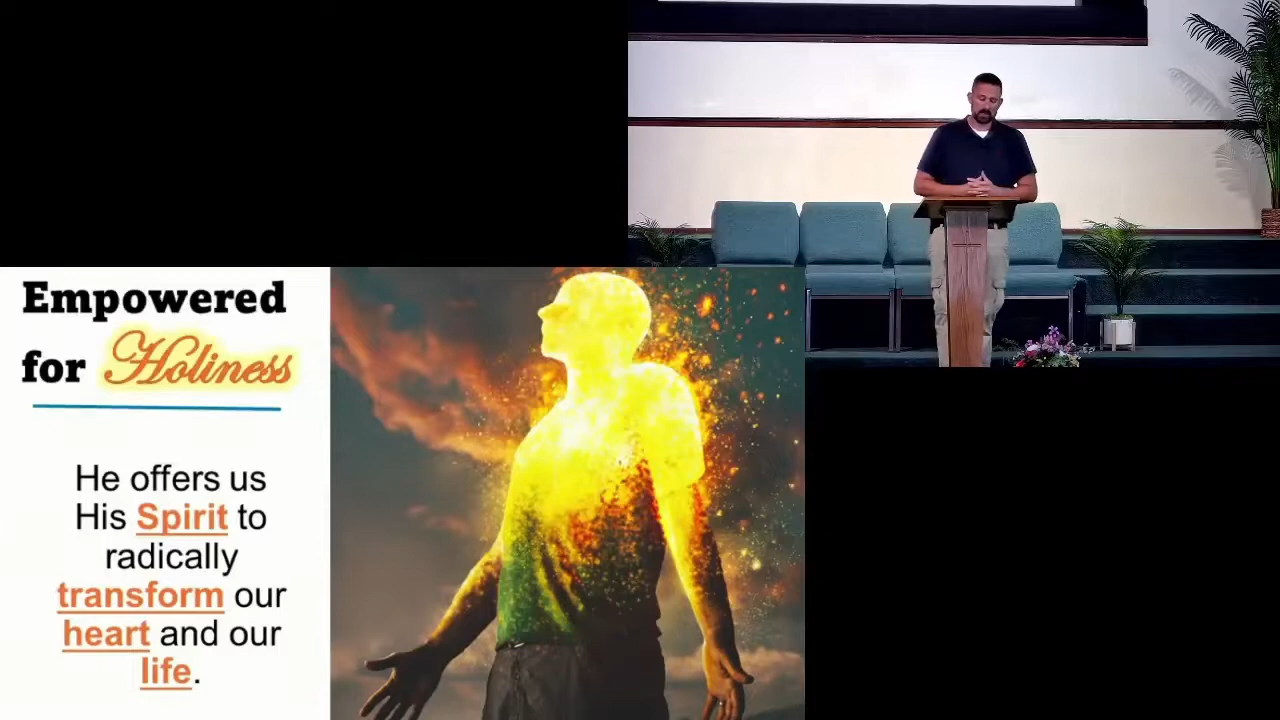 Empowered
for Holiness
He offers us
His Spirit to
radically
transform our
heart and our
life.